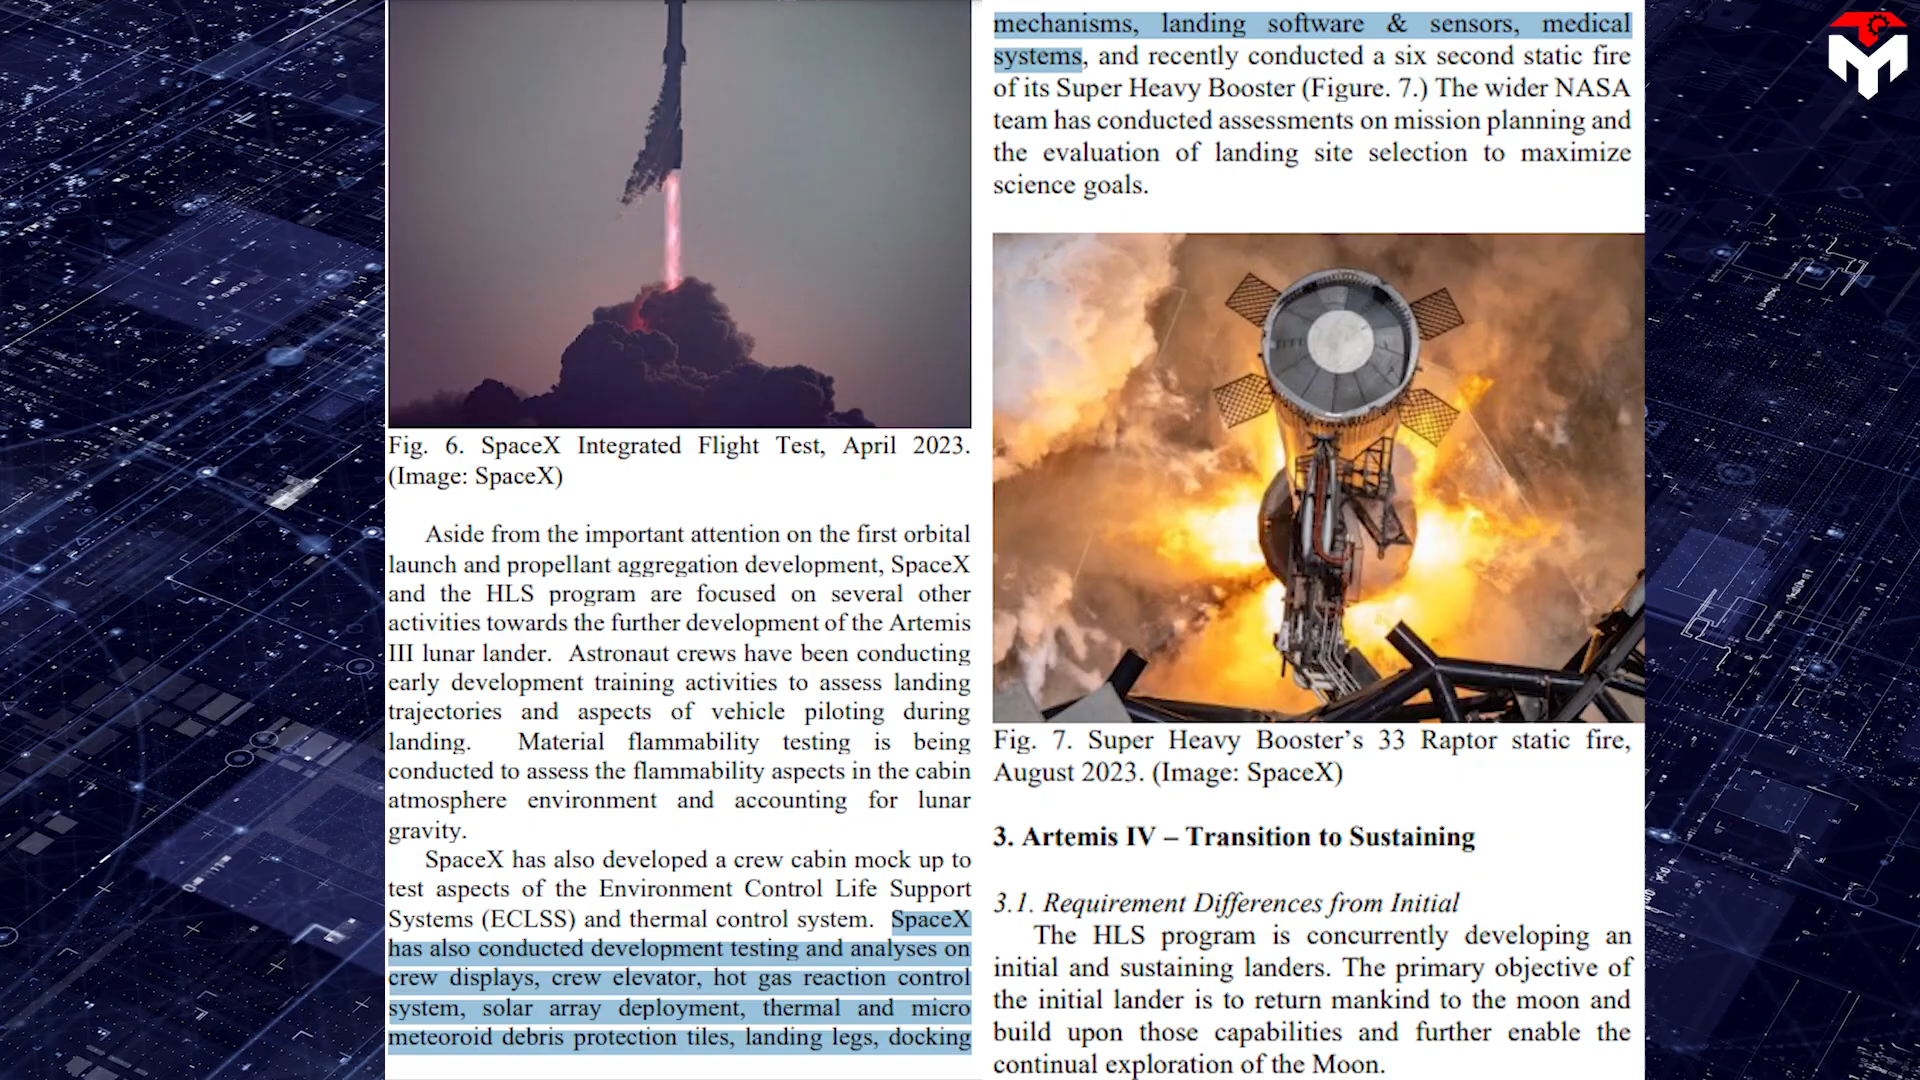 Fig. 6. SpaceX Integrated Flight Test, April 2023.
(Image: SpaceX)
Aside from the important attention on the first orbital
launch and propellant aggregation development, SpaceX
and the HLS program are focused on several other
activities towards the further development of the Artemis
III lunar lander. Astronaut crews have been conducting
early development training activities to assess landing
trajectories and aspects of vehicle piloting during
landing. Material flammability testing is being
conducted to assess the flammability aspects in the cabin
atmosphere environment and accounting for lunar
gravity.
SpaceX has also developed a crew cabin mock up to
test aspects of the Environment Control Life Support
Systems (ECLSS) and thermal control system. SpaceX
has also conducted development testing and analyses on
crew displays, crew elevator, hot gas reaction control
system, solar array deployment, thermal and micro
meteoroid debris protection tiles, landing legs, docking
mechanisms, landing software & sensors, medical
systems, and recently conducted a six second static fire
of its Super Heavy Booster (Figure. 7.) The wider NASA
team has conducted assessments on mission planning and
the evaluation of landing site selection to maximize
science goals.
Fig. 7. Super Heavy Booster's 33 Raptor static fire,
August 2023. (Image: SpaceX)
3. Artemis IV – Transition to Sustaining
3.1. Requirement Differences from Initial
The HLS program is concurrently developing an
initial and sustaining landers. The primary objective of
the initial lander is to return mankind to the moon and
build upon those capabilities and further enable the
continual exploration of the Moon.